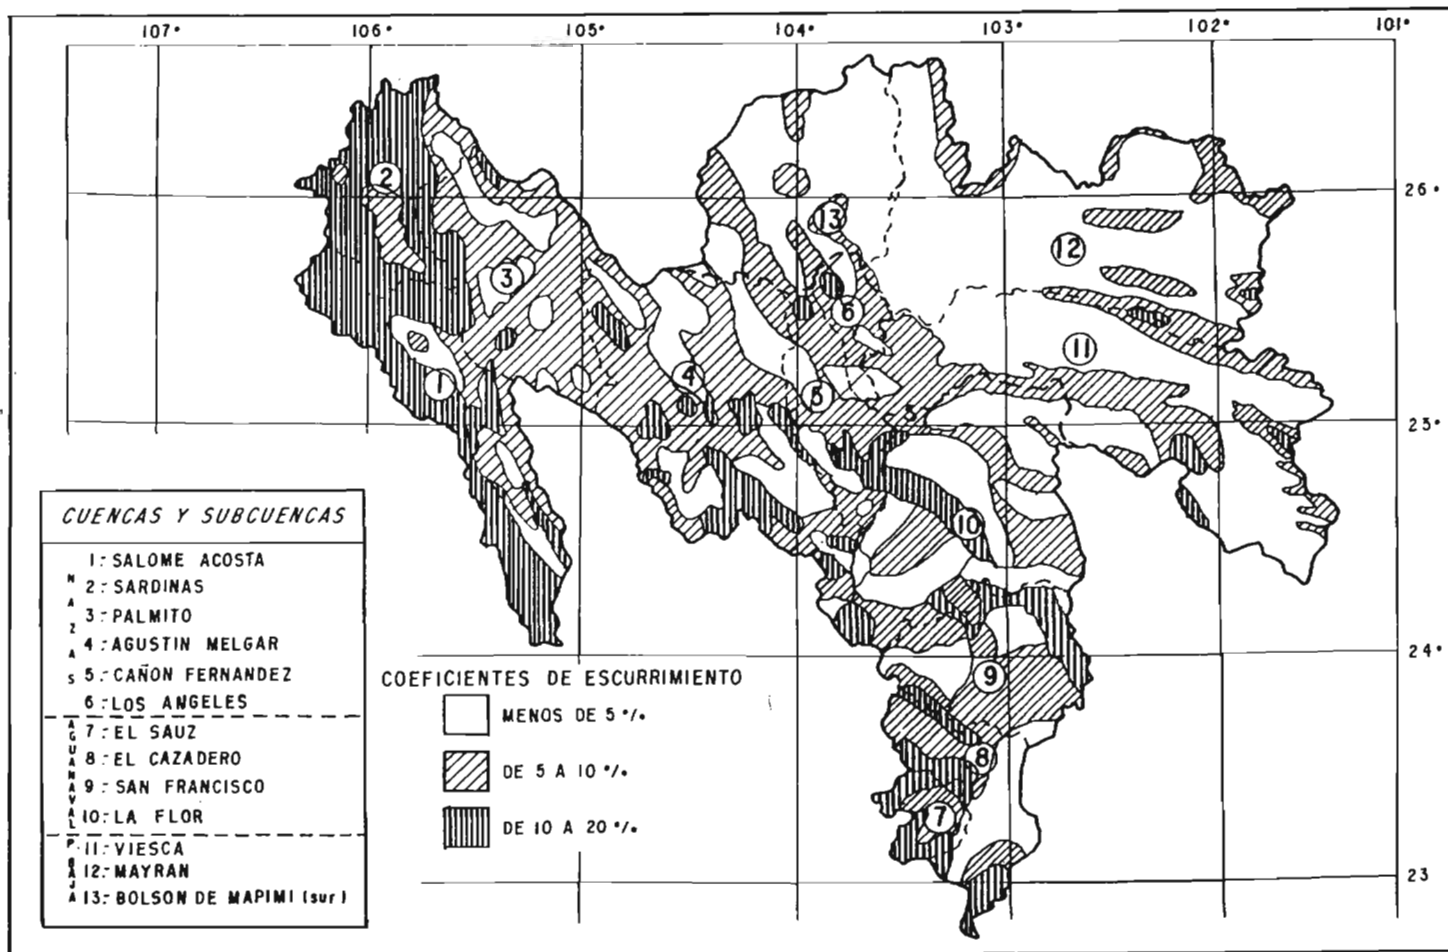 107° 106° 105° 104° 103° 102° 101°
26°
25°
24°
23
2
13
12
3
6
11
1
4
5
10
9
8
7
CUENCAS Y SUBCUENCAS
NAZAS
1.- SALOME ACOSTA
2.- SARDINAS
3.- PALMITO
4.- AGUSTIN MELGAR
5.- CAÑON FERNANDEZ
6.- LOS ANGELES
AGUANAVAL
7.- EL SAUZ
8.- EL CAZADERO
9.- SAN FRANCISCO
10.- LA FLOR
P. BAJA
11.- VIESCA
12.- MAYRAN
13.- BOLSON DE MAPIMI (sur)
COEFICIENTES DE ESCURRIMIENTO
MENOS DE 5 %
DE 5 A 10 %
DE 10 A 20 %